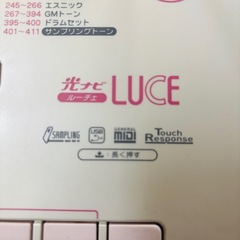 245~266 エスニック
267~394 GMトーン
395~400 ドラムセット
401~411 サンプリングトーン
光ナビ LUCE
ルーチェ
SAMPLING USB GENERAL MIDI Touch Response
:長く押す